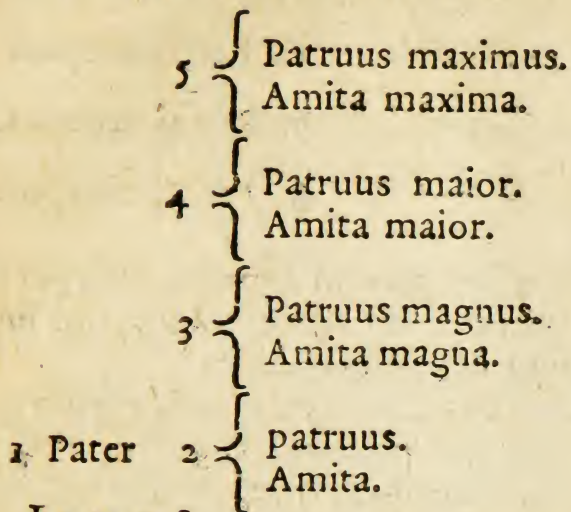 5 Patruus maximus.
Amita maxima.
4 Patruus maior.
Amita maior.
3 Patruus magnus.
Amita magna.
1 Pater 2 patruus.
Amita.